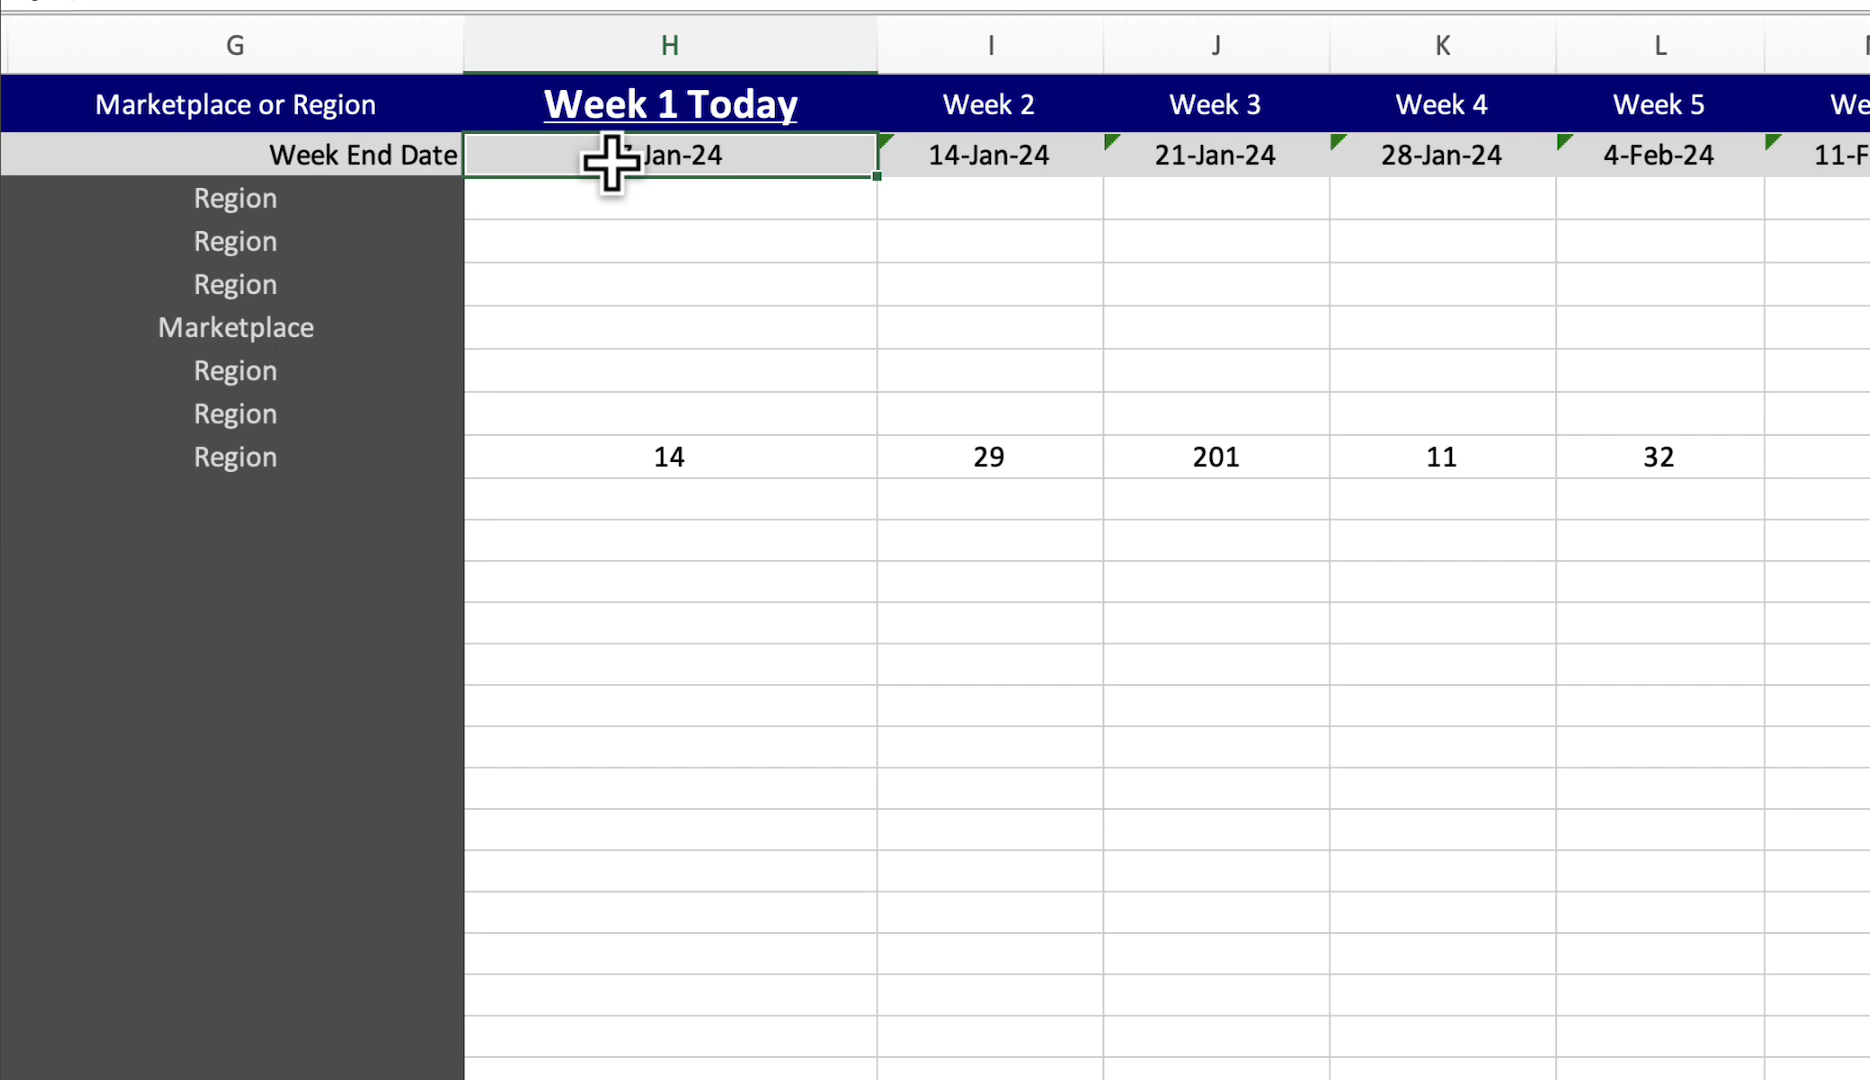 G H I J K L
Marketplace or Region Week 1 Today Week 2 Week 3 Week 4 Week 5
Week End Date Jan-24 14-Jan-24 21-Jan-24 28-Jan-24 4-Feb-24
Region
Region
Region
Marketplace
Region
Region
Region 14 29 201 11 32